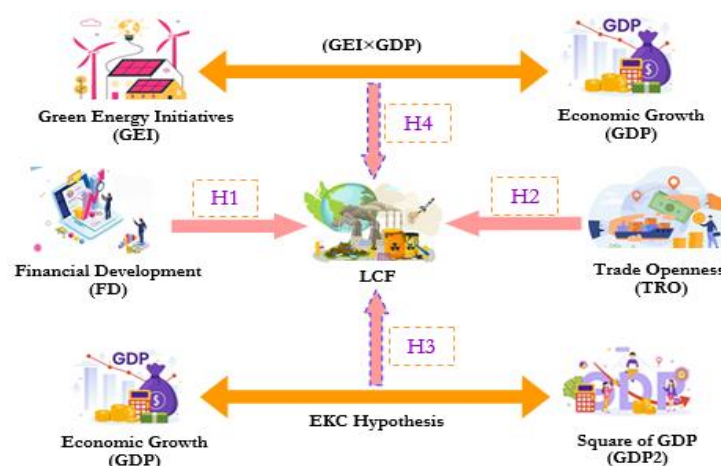 (GEI×GDP)
GDP
$
Green Energy Initiatives
(GEI)
H4
Economic Growth
(GDP)
H1
H2
Financial Development
(FD)
LCF
Trade Openness
(TRO)
H3
GDP
$
GDP
EKC Hypothesis
Economic Growth
(GDP)
Square of GDP
(GDP2)